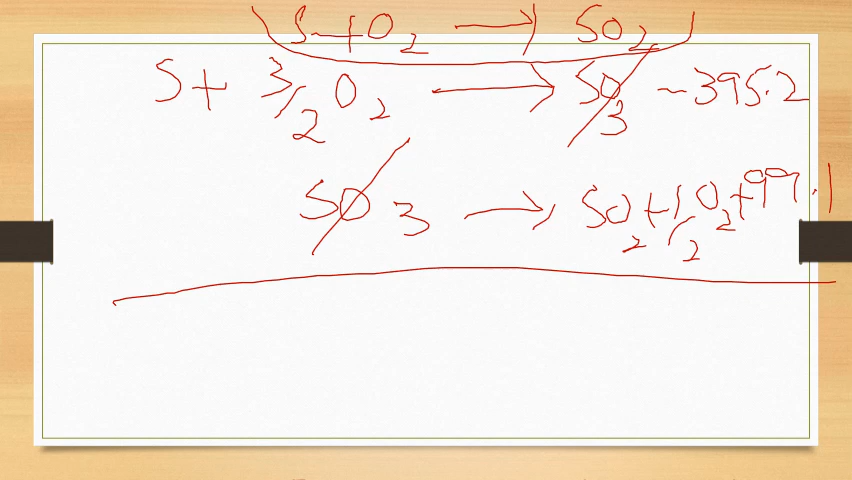 S + O₂ → SO₂
S + 3/2 O₂ → SO₃ - 395.2
SO₃ → SO₂ + 1/2 O₂ + 99.1